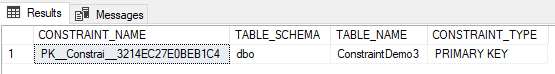 Results Messages
CONSTRAINT_NAME TABLE_SCHEMA TABLE_NAME CONSTRAINT_TYPE
1 PK__Constrai__3214EC27E0BEB1C4 dbo ConstraintDemo3 PRIMARY KEY